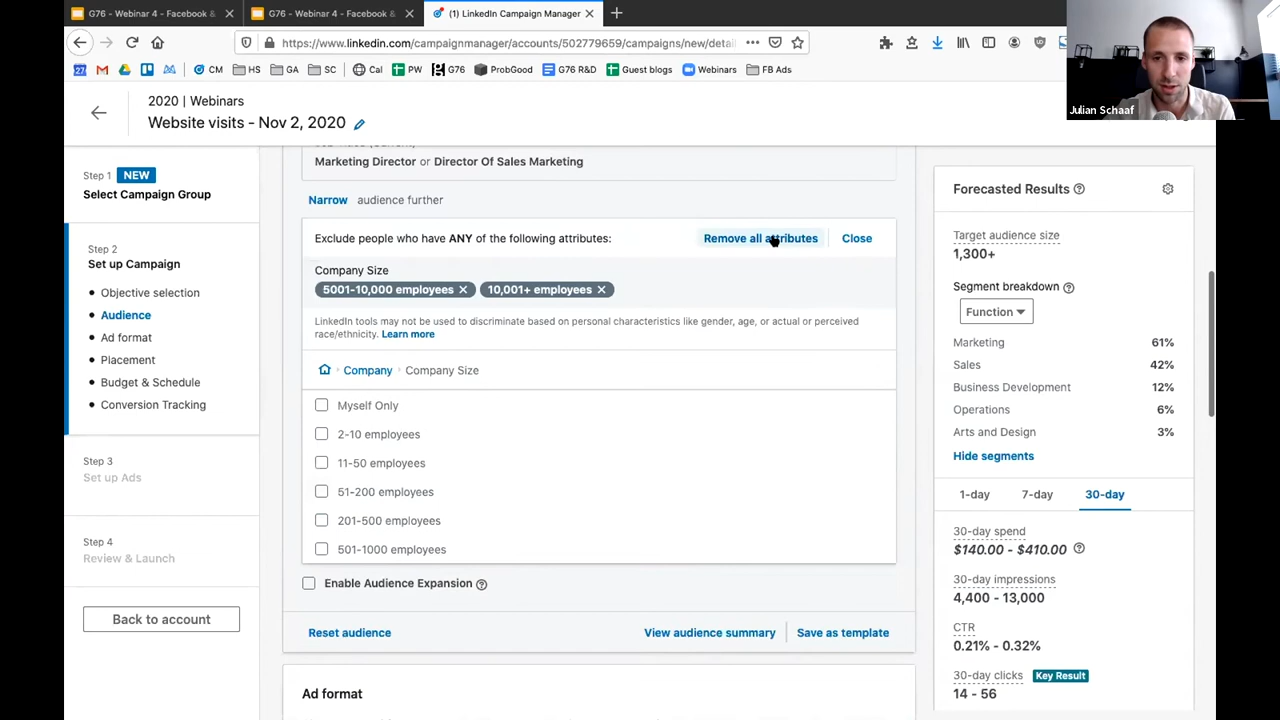 G76 - Webinar 4 - Facebook &
G76 - Webinar 4 - Facebook &
(1) LinkedIn Campaign Manager
https://www.linkedin.com/campaignmanager/accounts/502779659/campaigns/new/detai
27 CM HS GA SC Cal PW G76 ProbGood G76 R&D Guest blogs Webinars FB Ads
Julian Schaaf
2020 | Webinars
Website visits - Nov 2, 2020
Step 1 NEW
Select Campaign Group
Step 2
Set up Campaign
Objective selection
Audience
Ad format
Placement
Budget & Schedule
Conversion Tracking
Step 3
Set up Ads
Step 4
Review & Launch
Back to account
Marketing Director or Director Of Sales Marketing
Narrow audience further
Exclude people who have ANY of the following attributes:
Remove all attributes
Close
Company Size
5001-10,000 employees
10,001+ employees
LinkedIn tools may not be used to discriminate based on personal characteristics like gender, age, or actual or perceived
race/ethnicity. Learn more
Company Company Size
Myself Only
2-10 employees
11-50 employees
51-200 employees
201-500 employees
501-1000 employees
Enable Audience Expansion
Reset audience
View audience summary
Save as template
Ad format
Forecasted Results
Target audience size
1,300+
Segment breakdown
Function
Marketing 61%
Sales 42%
Business Development 12%
Operations 6%
Arts and Design 3%
Hide segments
1-day 7-day 30-day
30-day spend
$140.00 - $410.00
30-day impressions
4,400 - 13,000
CTR
0.21% - 0.32%
30-day clicks Key Result
14 - 56